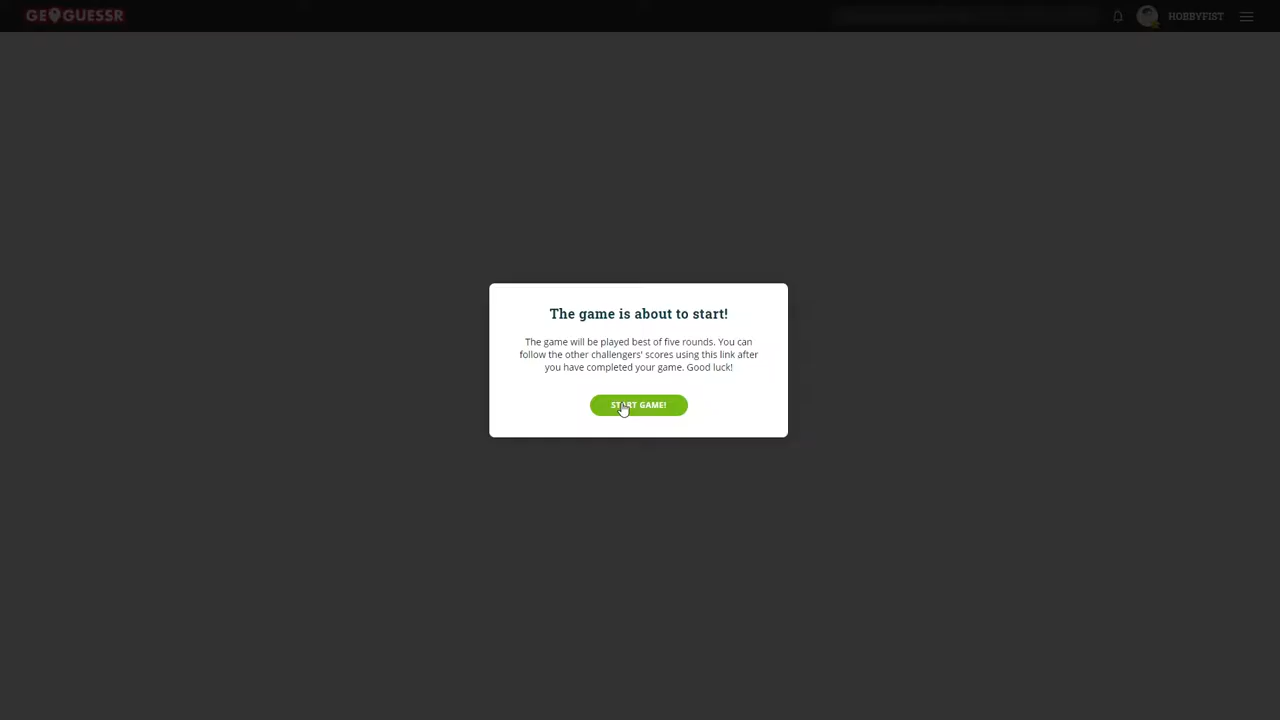 GEOGUESSR
HOBBYFIST
The game is about to start!
The game will be played best of five rounds. You can
follow the other challengers' scores using this link after
you have completed your game. Good luck!
START GAME!